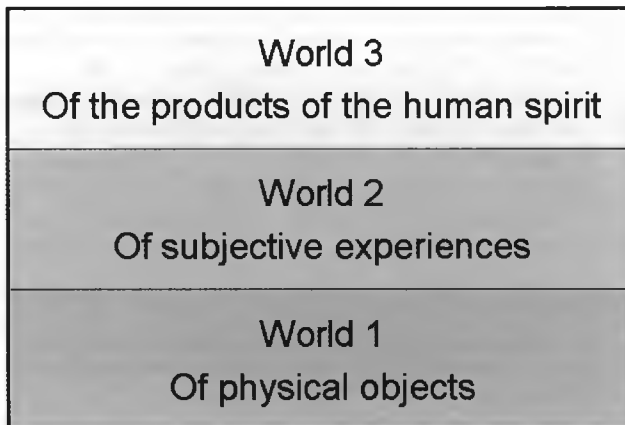 World 3
Of the products of the human spirit
World 2
Of subjective experiences
World 1
Of physical objects